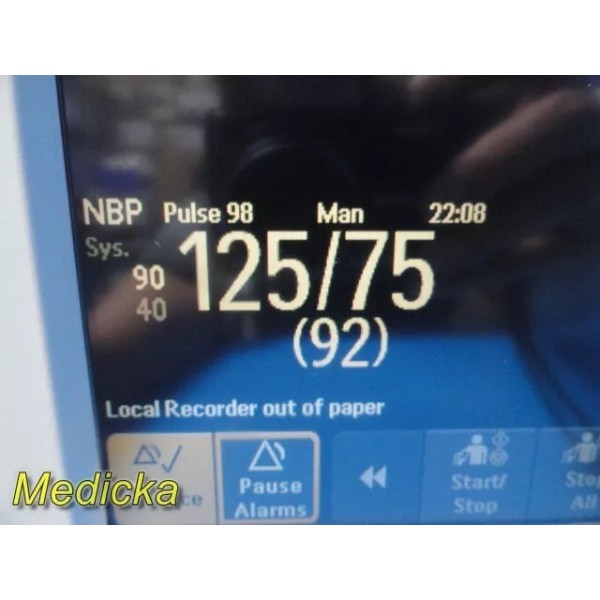 NBP Pulse 98 Man 22:08
Sys.
90
40
125/75
(92)
Local Recorder out of paper
Pause
Alarms
Start/
Stop
All
Medicka